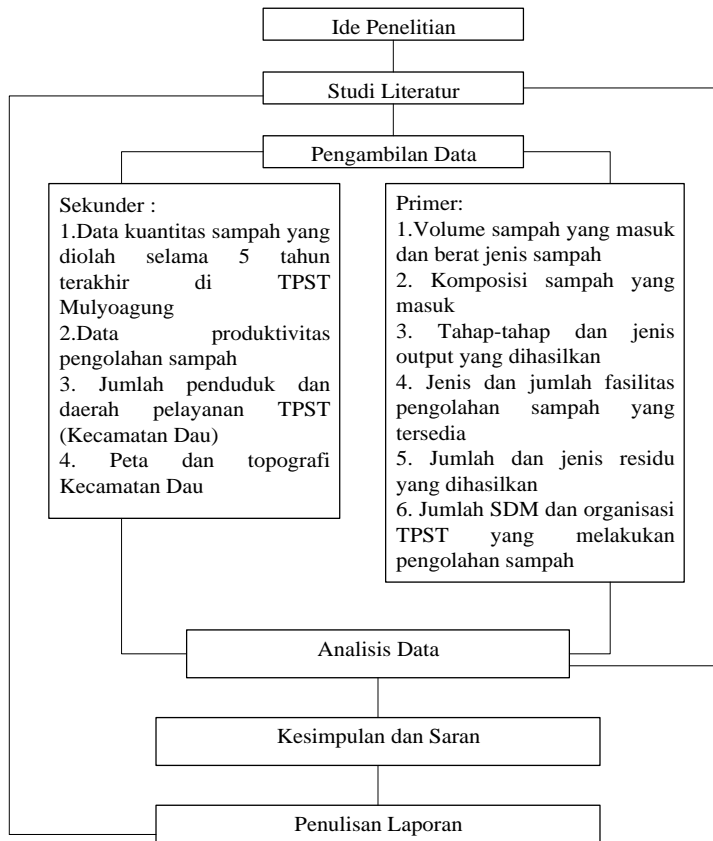 Ide Penelitian
Studi Literatur
Pengambilan Data
Sekunder :
1.Data kuantitas sampah yang
diolah selama 5 tahun
terakhir di TPST
Mulyoagung
2.Data produktivitas
pengolahan sampah
3. Jumlah penduduk dan
daerah pelayanan TPST
(Kecamatan Dau)
4. Peta dan topografi
Kecamatan Dau
Primer:
1.Volume sampah yang masuk
dan berat jenis sampah
2. Komposisi sampah yang
masuk
3. Tahap-tahap dan jenis
output yang dihasilkan
4. Jenis dan jumlah fasilitas
pengolahan sampah yang
tersedia
5. Jumlah dan jenis residu
yang dihasilkan
6. Jumlah SDM dan organisasi
TPST yang melakukan
pengolahan sampah
Analisis Data
Kesimpulan dan Saran
Penulisan Laporan